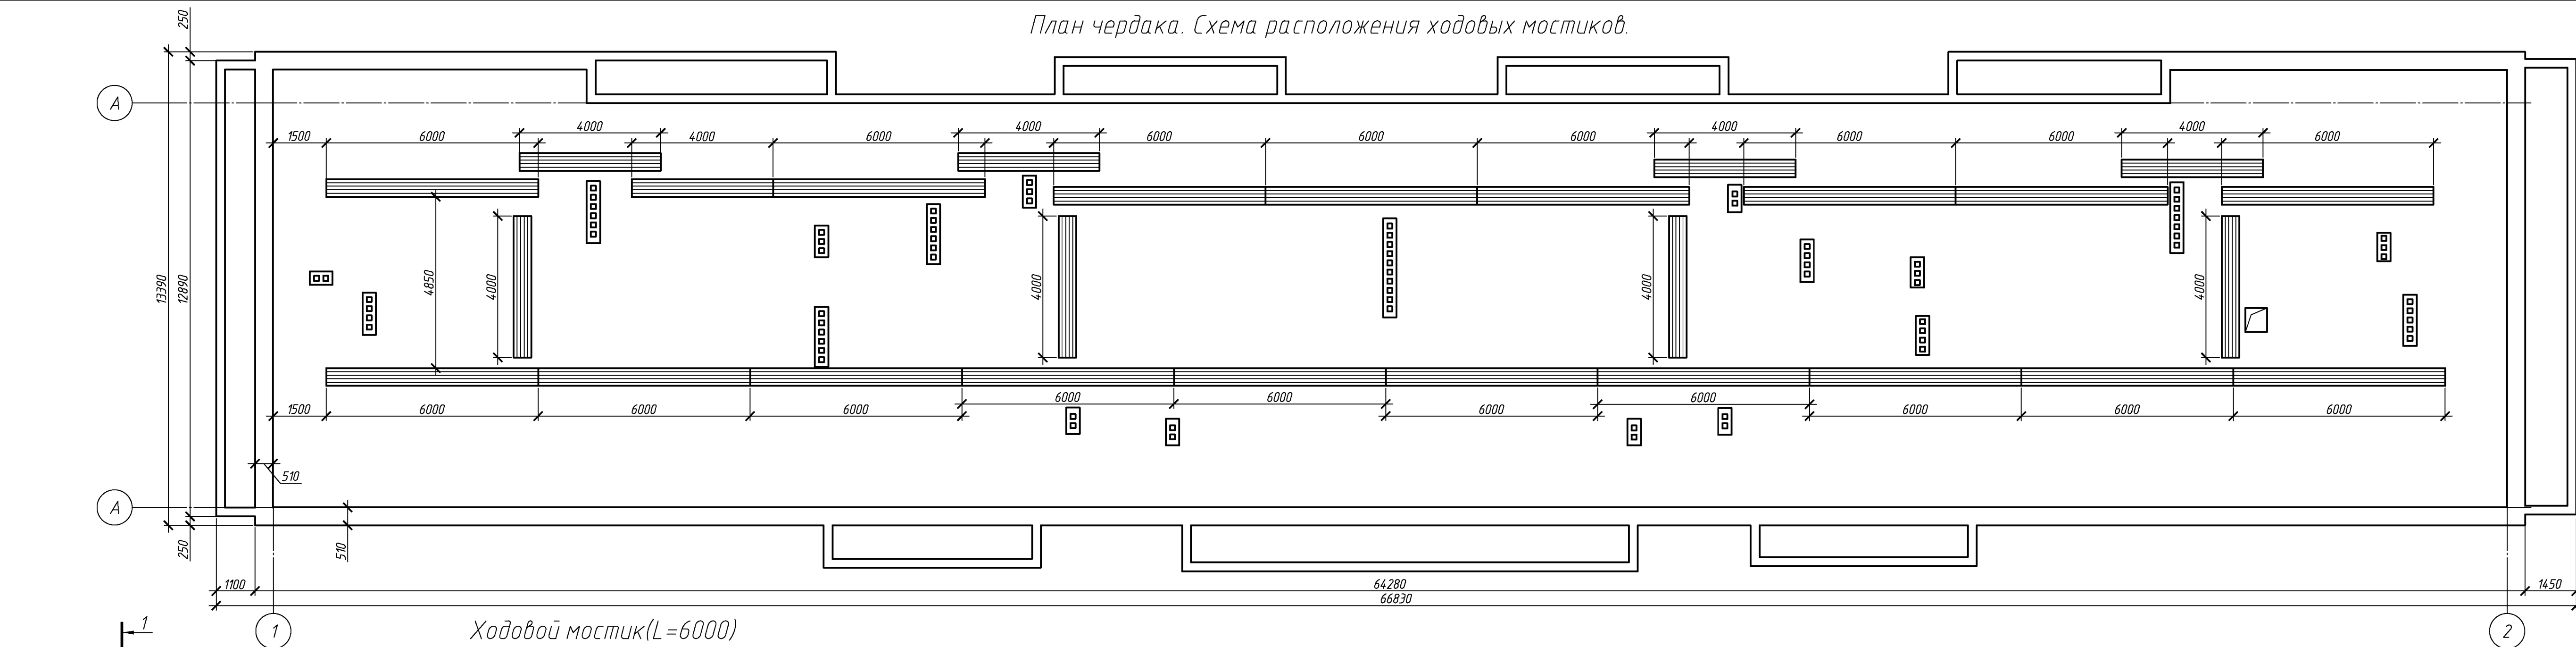 План чердака. Схема расположения ходовых мостиков.
250
А
4000 4000 4000 4000
1500 6000 4000 6000 6000 6000 6000 6000 6000 6000
13390 12890 4850 4000 4000 4000 4000
1500 6000 6000 6000 6000 6000 6000 6000 6000 6000 6000
510
А
250 510
1100 64280 1450
66830
1 1 Ходовой мостик(L=6000) 2